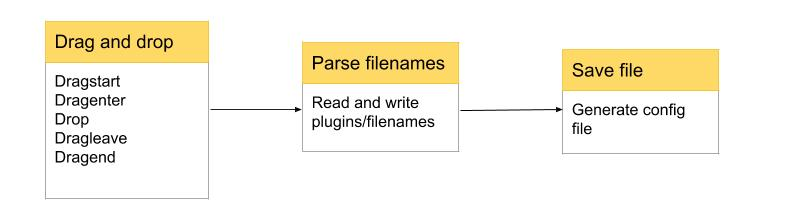 Drag and drop
Dragstart
Dragenter
Drop
Dragleave
Dragend
Parse filenames
Read and write
plugins/filenames
Save file
Generate config
file